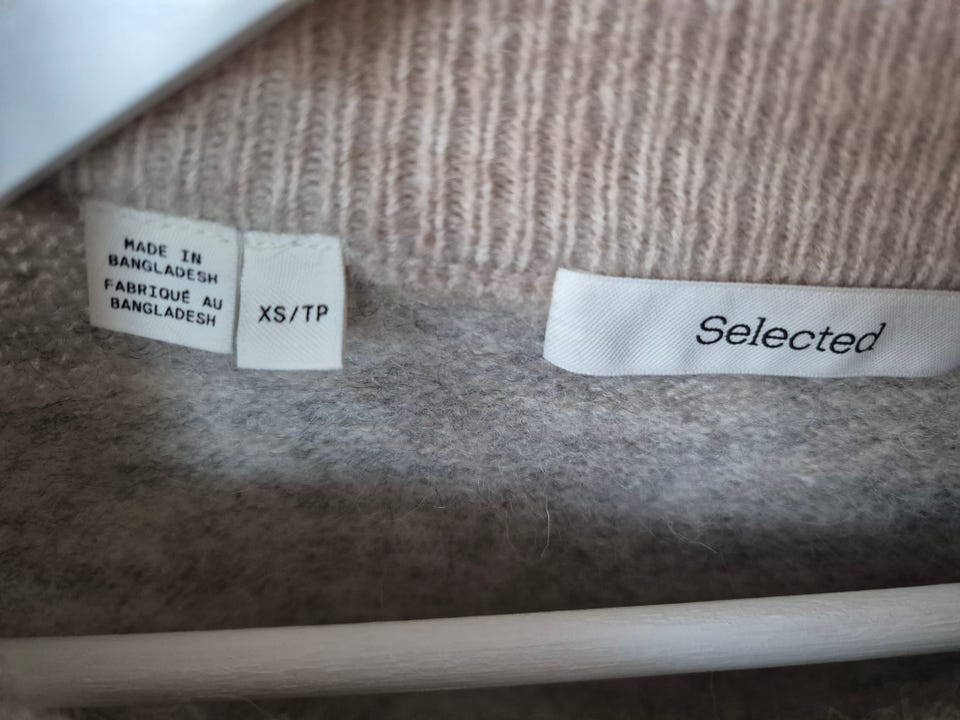 MADE IN
BANGLADESH
FABRIQUÉ AU
BANGLADESH
XS/TP
Selected